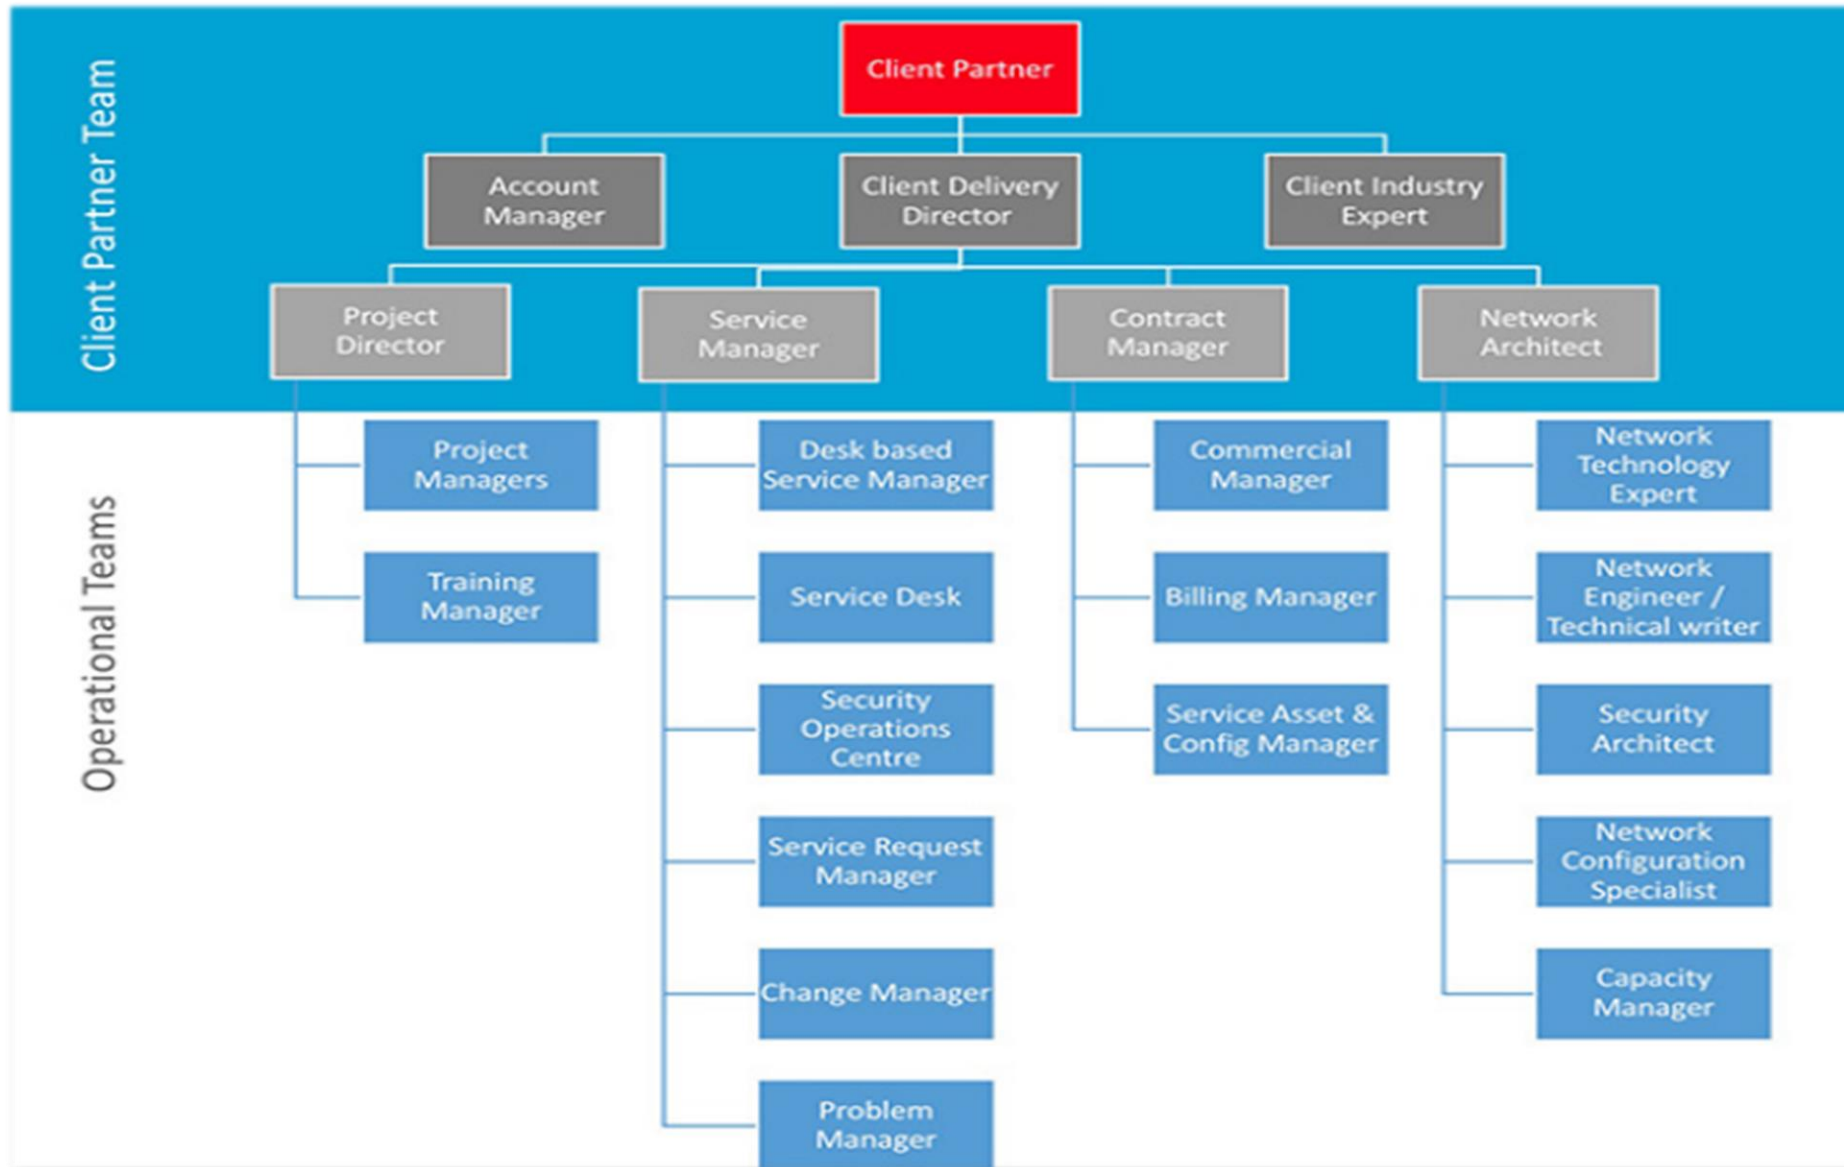 Client Partner Team
Client Partner
Account
Manager
Client Delivery
Director
Client Industry
Expert
Project
Director
Service
Manager
Contract
Manager
Network
Architect
Operational Teams
Project
Managers
Training
Manager
Desk based
Service Manager
Service Desk
Security
Operations
Centre
Service Request
Manager
Change Manager
Problem
Manager
Commercial
Manager
Billing Manager
Service Asset &
Config Manager
Network
Technology
Expert
Network
Engineer /
Technical writer
Security
Architect
Network
Configuration
Specialist
Capacity
Manager